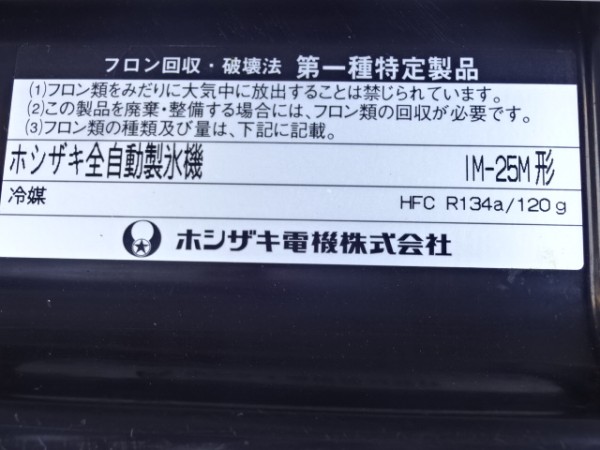 フロン回収・破壊法 第一種特定製品
(1)フロン類をみだりに大気中に放出することは禁じられています。
(2)この製品を廃棄・整備する場合には、フロン類の回収が必要です。
(3)フロン類の種類及び量は、下記に記載。
ホシザキ全自動製氷機 IM-25M形
冷媒 HFC R134a/120g
ホシザキ電機株式会社